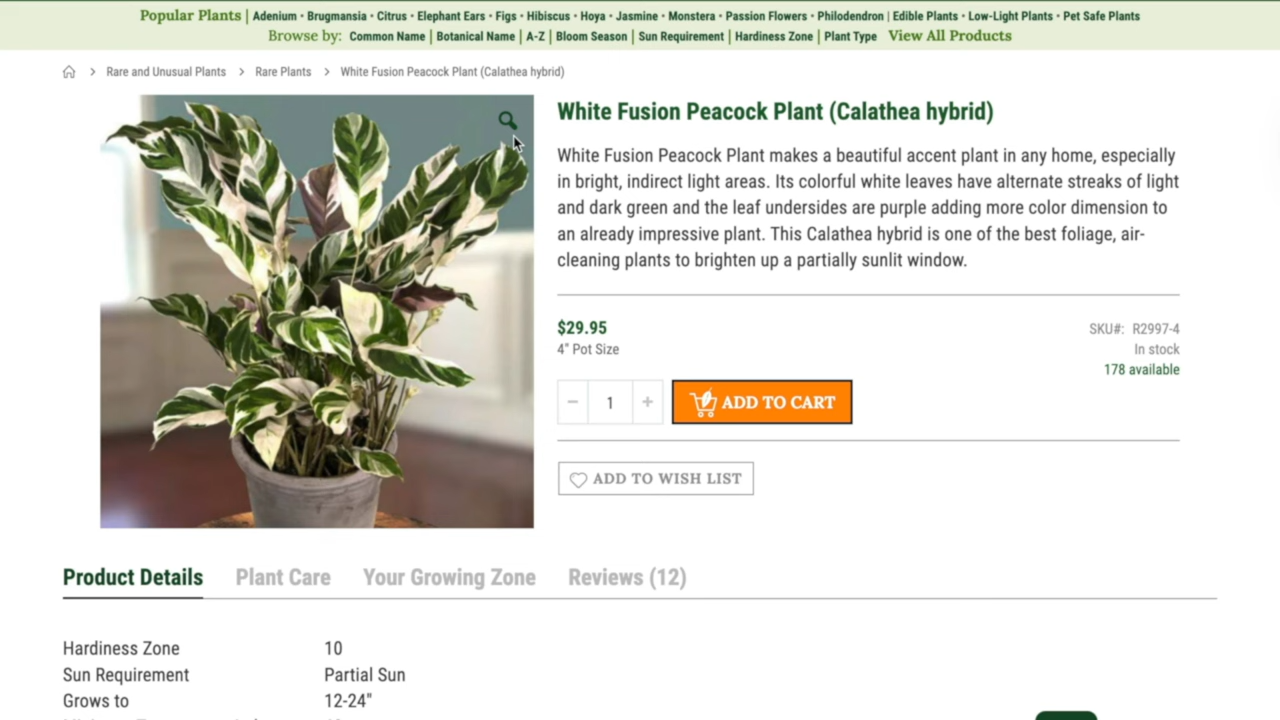 Popular Plants | Adenium • Brugmansia • Citrus • Elephant Ears • Figs • Hibiscus • Hoya • Jasmine • Monstera • Passion Flowers • Philodendron | Edible Plants • Low-Light Plants • Pet Safe Plants
Browse by: Common Name | Botanical Name | A-Z | Bloom Season | Sun Requirement | Hardiness Zone | Plant Type View All Products
Rare and Unusual Plants > Rare Plants > White Fusion Peacock Plant (Calathea hybrid)
White Fusion Peacock Plant (Calathea hybrid)
White Fusion Peacock Plant makes a beautiful accent plant in any home, especially
in bright, indirect light areas. Its colorful white leaves have alternate streaks of light
and dark green and the leaf undersides are purple adding more color dimension to
an already impressive plant. This Calathea hybrid is one of the best foliage, air-
cleaning plants to brighten up a partially sunlit window.
$29.95
4" Pot Size
SKU#: R2997-4
In stock
178 available
1
ADD TO CART
ADD TO WISH LIST
Product Details Plant Care Your Growing Zone Reviews (12)
Hardiness Zone 10
Sun Requirement Partial Sun
Grows to 12-24"